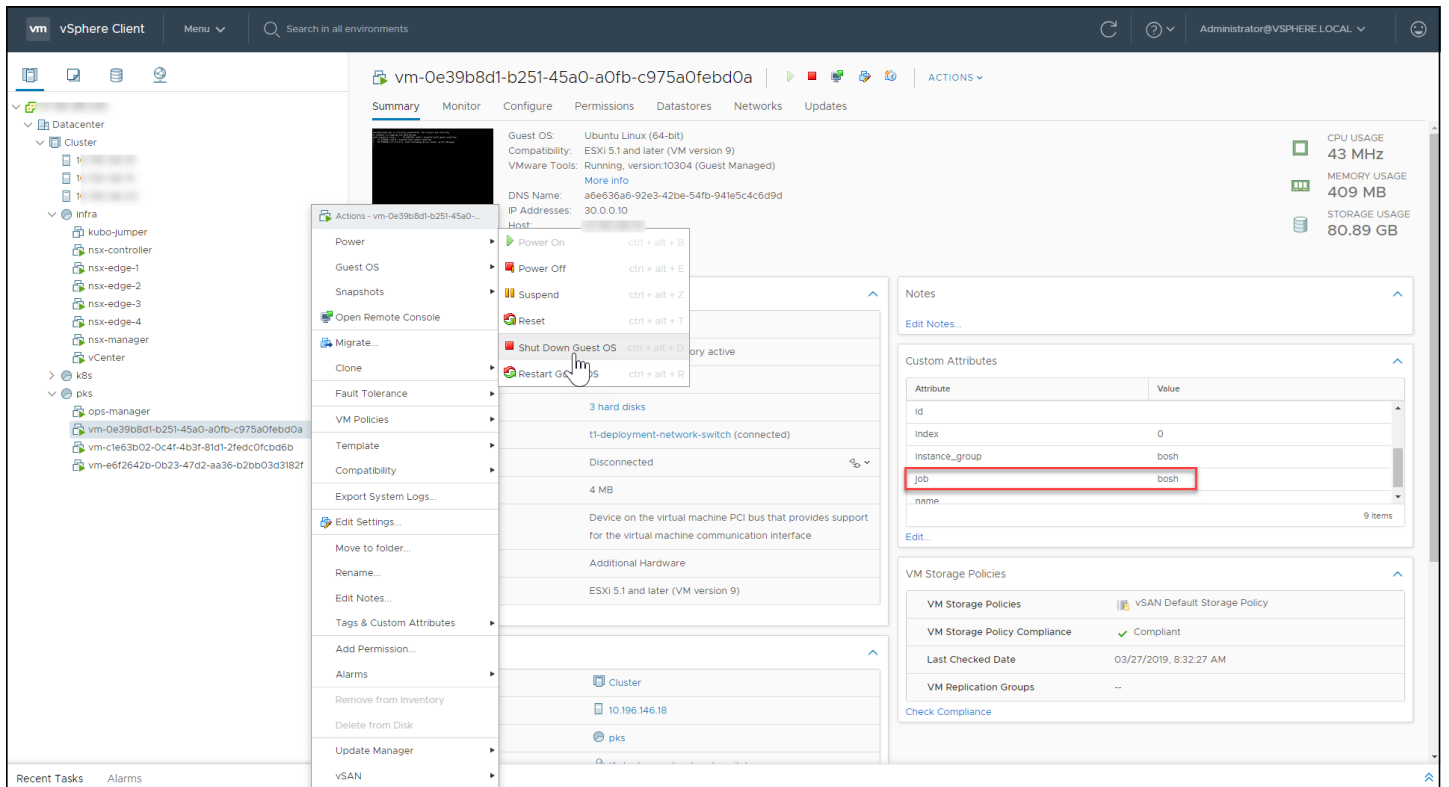 vm vSphere Client Menu Search in all environments Administrator@VSPHERE.LOCAL
vm-0e39b8d1-b251-45a0-a0fb-c975a0febd0a ACTIONS
Summary Monitor Configure Permissions Datastores Networks Updates
Datacenter
Cluster
infra
kubo-jumper
nsx-controller
nsx-edge-1
nsx-edge-2
nsx-edge-3
nsx-edge-4
nsx-manager
vCenter
k8s
pks
ops-manager
vm-0e39b8d1-b251-45a0-a0fb-c975a0febd0a
vm-c1e63b02-0c4f-4b3f-81d1-2fedc0fcbd6b
vm-e6f2642b-0b23-47d2-aa36-b2bb03d3182f
Guest OS: Ubuntu Linux (64-bit)
Compatibility: ESXi 5.1 and later (VM version 9)
VMware Tools: Running, version:10304 (Guest Managed)
More info
DNS Name: a6e636a6-92e3-42be-54fb-941e5c4c6d9d
IP Addresses: 30.0.0.10
Host:
CPU USAGE
43 MHz
MEMORY USAGE
409 MB
STORAGE USAGE
80.89 GB
Actions - vm-0e39b8d1-b251-45a0-...
Power
Guest OS
Snapshots
Open Remote Console
Migrate...
Clone
Fault Tolerance
VM Policies
Template
Compatibility
Export System Logs...
Edit Settings...
Move to folder...
Rename...
Edit Notes...
Tags & Custom Attributes
Add Permission...
Alarms
Remove from Inventory
Delete from Disk
Update Manager
vSAN
Power On ctrl + alt + B
Power Off ctrl + alt + E
Suspend ctrl + alt + Z
Reset ctrl + alt + T
Shut Down Guest OS ctrl + alt + D
Restart G OS ctrl + alt + R
ory active
3 hard disks
t1-deployment-network-switch (connected)
Disconnected
4 MB
Device on the virtual machine PCI bus that provides support
for the virtual machine communication interface
Additional Hardware
ESXi 5.1 and later (VM version 9)
Cluster
10.196.146.18
pks
Notes
Edit Notes...
Custom Attributes
Attribute Value
id
index 0
instance_group bosh
job bosh
name
9 items
Edit...
VM Storage Policies
VM Storage Policies vSAN Default Storage Policy
VM Storage Policy Compliance Compliant
Last Checked Date 03/27/2019, 8:32:27 AM
VM Replication Groups --
Check Compliance
Recent Tasks Alarms